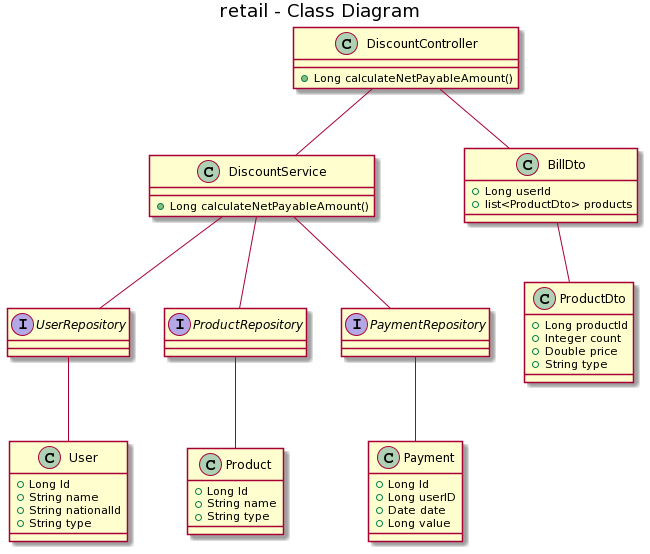 retail - Class Diagram
C DiscountController
Long calculateNetPayableAmount()
C DiscountService
Long calculateNetPayableAmount()
C BillDto
Long userId
list<ProductDto> products
I UserRepository
I ProductRepository
I PaymentRepository
C ProductDto
Long productId
Integer count
Double price
String type
C User
Long Id
String name
String nationalId
String type
C Product
Long Id
String name
String type
C Payment
Long Id
Long userID
Date date
Long value